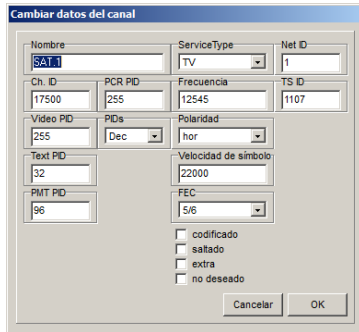 Cambiar datos del canal
Nombre ServiceType Net ID
SAT.1 TV 1
Ch. ID PCR PID Frecuencia TS ID
17500 255 12545 1107
Video PID PIDs Polaridad
255 Dec hor
Text PID Velocidad de símbolo
32 22000
PMT PID FEC
96 5/6
codificado
saltado
extra
no deseado
Cancelar OK